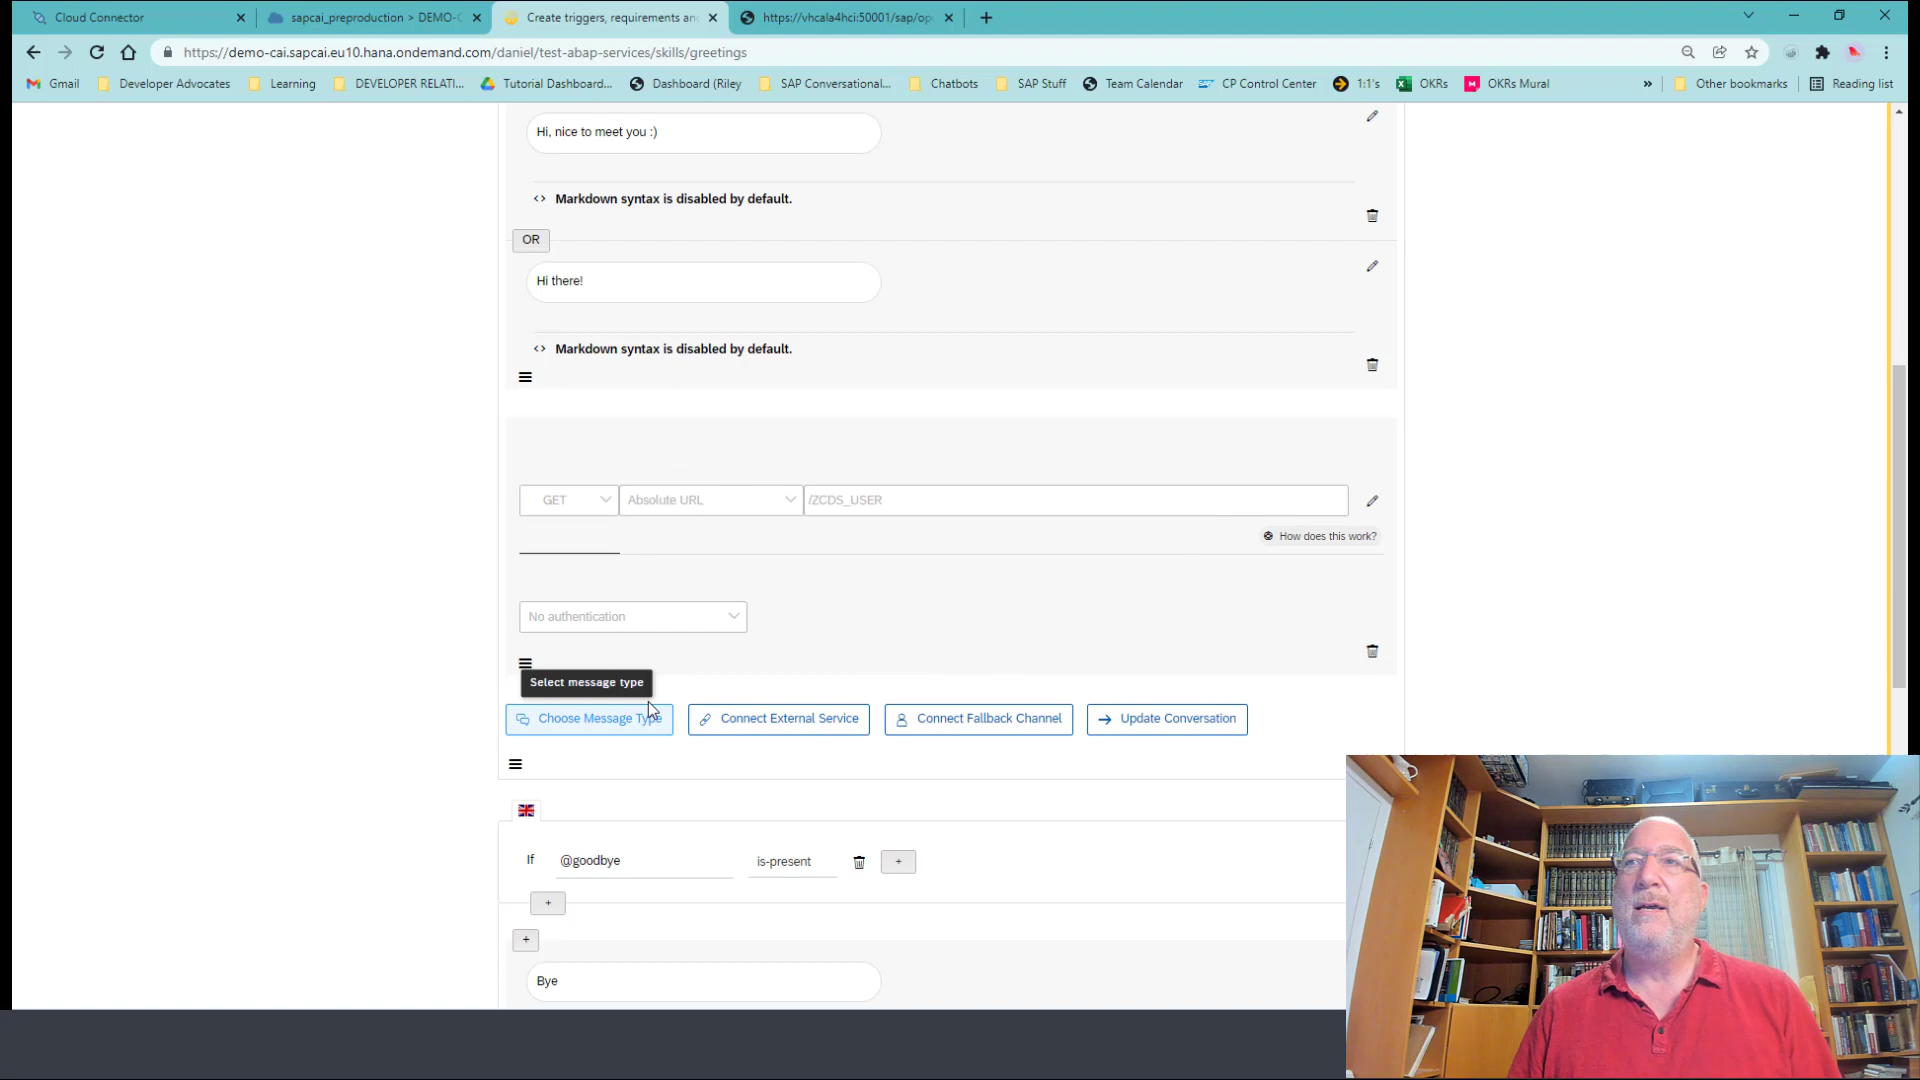 Cloud Connector
sapcai_preproduction > DEMO-C
Create triggers, requirements an
https://vhcala4hci:50001/sap/op
https://demo-cai.sapcai.eu10.hana.ondemand.com/daniel/test-abap-services/skills/greetings
Gmail
Developer Advocates
Learning
DEVELOPER RELATI...
Tutorial Dashboard...
Dashboard (Riley
SAP Conversational...
Chatbots
SAP Stuff
Team Calendar
CP Control Center
1:1's
OKRs
OKRs Mural
»
Other bookmarks
Reading list
Hi, nice to meet you :)
<> Markdown syntax is disabled by default.
OR
Hi there!
<> Markdown syntax is disabled by default.
GET
Absolute URL
/ZCDS_USER
How does this work?
No authentication
Select message type
Choose Message Type
Connect External Service
Connect Fallback Channel
Update Conversation
If @goodbye is-present +
+
+
Bye